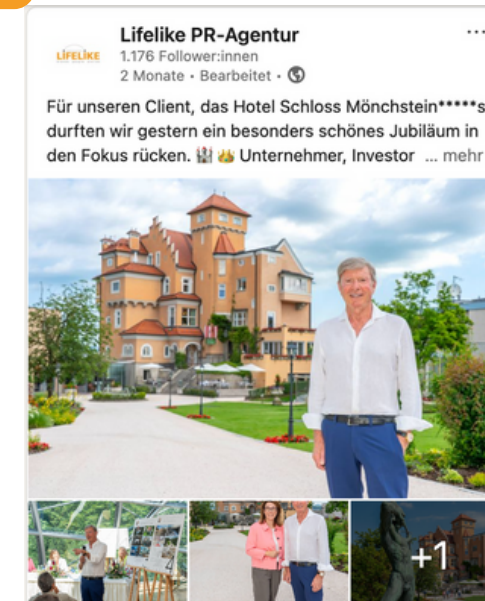 LIFELIKE
Lifelike PR-Agentur
1.176 Follower:innen
2 Monate • Bearbeitet •
Für unseren Client, das Hotel Schloss Mönchstein*****s
durften wir gestern ein besonders schönes Jubiläum in
den Fokus rücken. 🏰 👑 Unternehmer, Investor ... mehr
+1